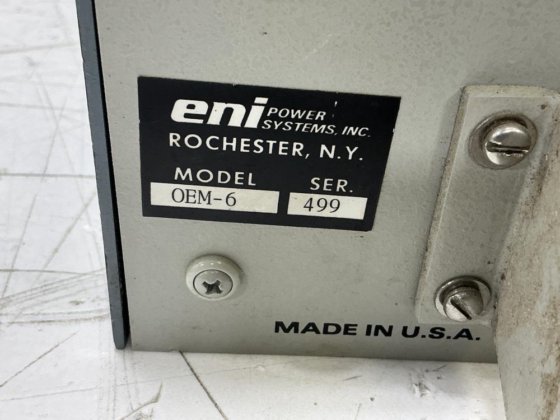 eni POWER SYSTEMS, INC.
ROCHESTER, N.Y.
MODEL SER.
OEM-6 499
MADE IN U.S.A.